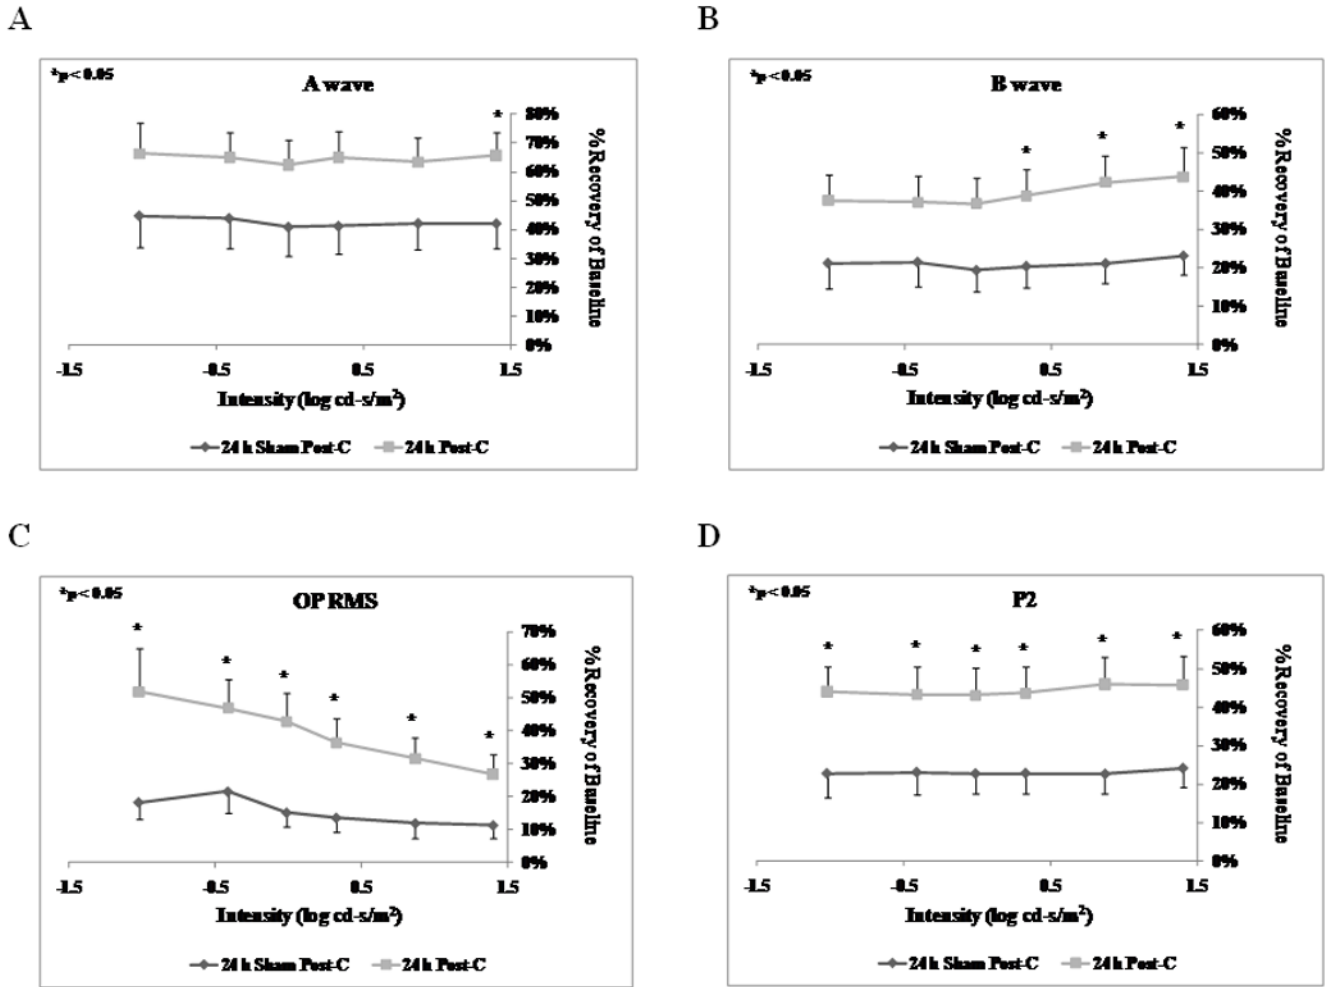 A
*p < 0.05
A wave
*
80%
70%
60%
50%
40%
30%
20%
10%
0%
% Recovery of Baseline
-1.5 -0.5 0.5 1.5
Intensity (log cd-s/m²)
24 h Sham Post-C 24 h Post-C
B
*p < 0.05
B wave
* * *
60%
50%
40%
30%
20%
10%
0%
% Recovery of Baseline
-1.5 -0.5 0.5 1.5
Intensity (log cd-s/m²)
24 h Sham Post-C 24 h Post-C
C
*p < 0.05
OP RMS
* * * * * *
70%
60%
50%
40%
30%
20%
10%
0%
% Recovery of Baseline
-1.5 -0.5 0.5 1.5
Intensity (log cd-s/m²)
24 h Sham Post-C 24 h Post-C
D
*p < 0.05
P2
* * * * * *
60%
50%
40%
30%
20%
10%
0%
% Recovery of Baseline
-1.5 -0.5 0.5 1.5
Intensity (log cd-s/m²)
24 h Sham Post-C 24 h Post-C